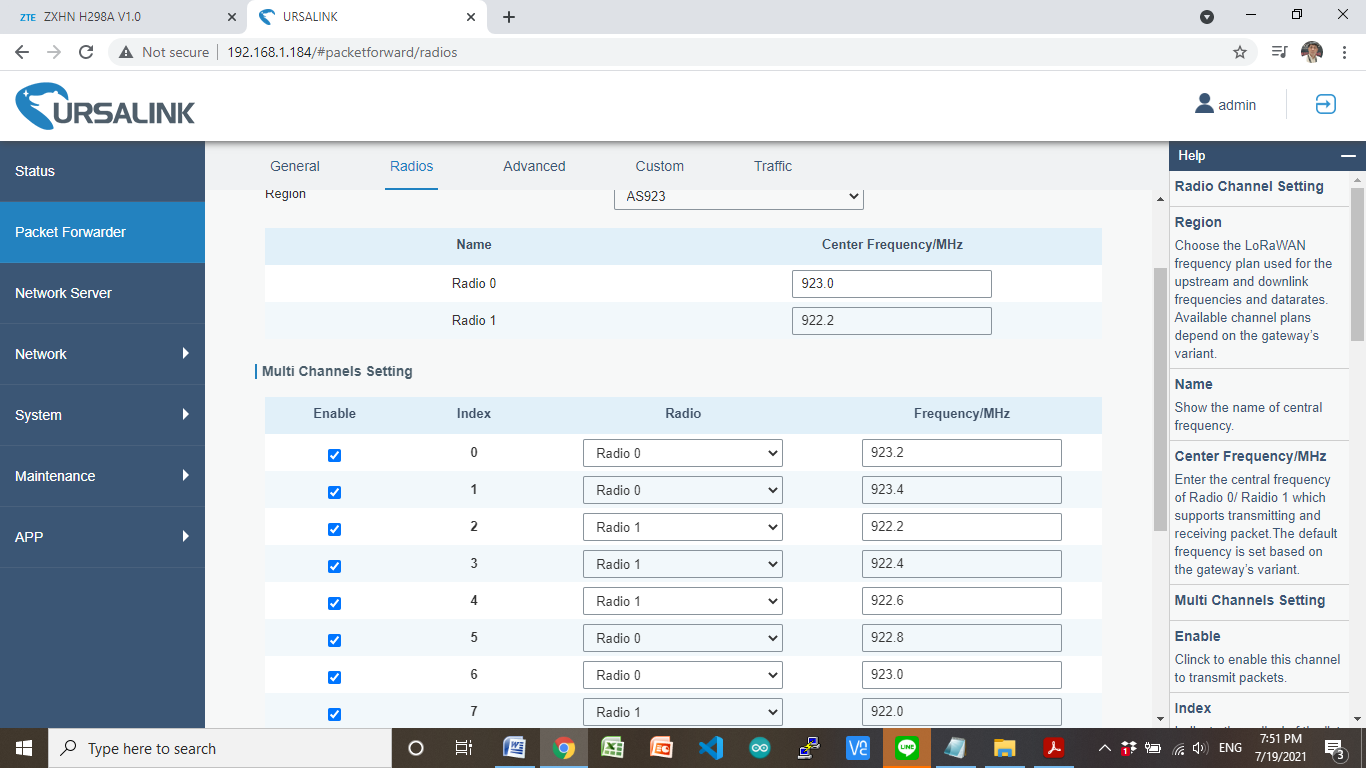 ZTE ZXHN H298A V1.0
URSALINK
Not secure
192.168.1.184/#packetforward/radios
URSALINK
admin
Status
Packet Forwarder
Network Server
Network
System
Maintenance
APP
General
Radios
Advanced
Custom
Traffic
Region
AS923
Name Center Frequency/MHz
Radio 0 923.0
Radio 1 922.2
Multi Channels Setting
Enable Index Radio Frequency/MHz
0 Radio 0 923.2
1 Radio 0 923.4
2 Radio 1 922.2
3 Radio 1 922.4
4 Radio 1 922.6
5 Radio 0 922.8
6 Radio 0 923.0
7 Radio 1 922.0
Help
Radio Channel Setting
Region
Choose the LoRaWAN
frequency plan used for the
upstream and downlink
frequencies and datarates.
Available channel plans
depend on the gateway's
variant.
Name
Show the name of central
frequency.
Center Frequency/MHz
Enter the central frequency
of Radio 0/ Raidio 1 which
supports transmitting and
receiving packet.The default
frequency is set based on
the gateway's variant.
Multi Channels Setting
Enable
Clinck to enable this channel
to transmit packets.
Index
Type here to search
LINE
1
ENG
7:51 PM
7/19/2021
3